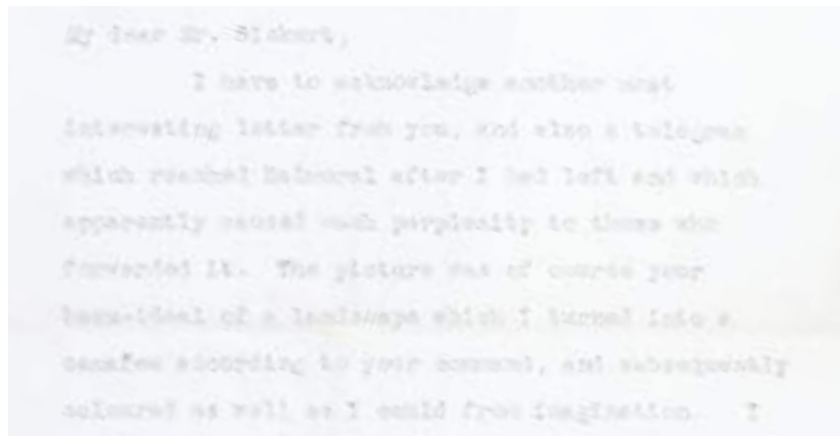 My dear Mr. Sickert,
I have to acknowledge another most
interesting letter from you, and also a telegram
which reached Balmoral after I had left and which
apparently caused much perplexity to those who
forwarded it. The picture was of course your
beau-ideal of a landscape which I turned into a
according to your comment, and subsequently
coloured as well as I could from imagination. I